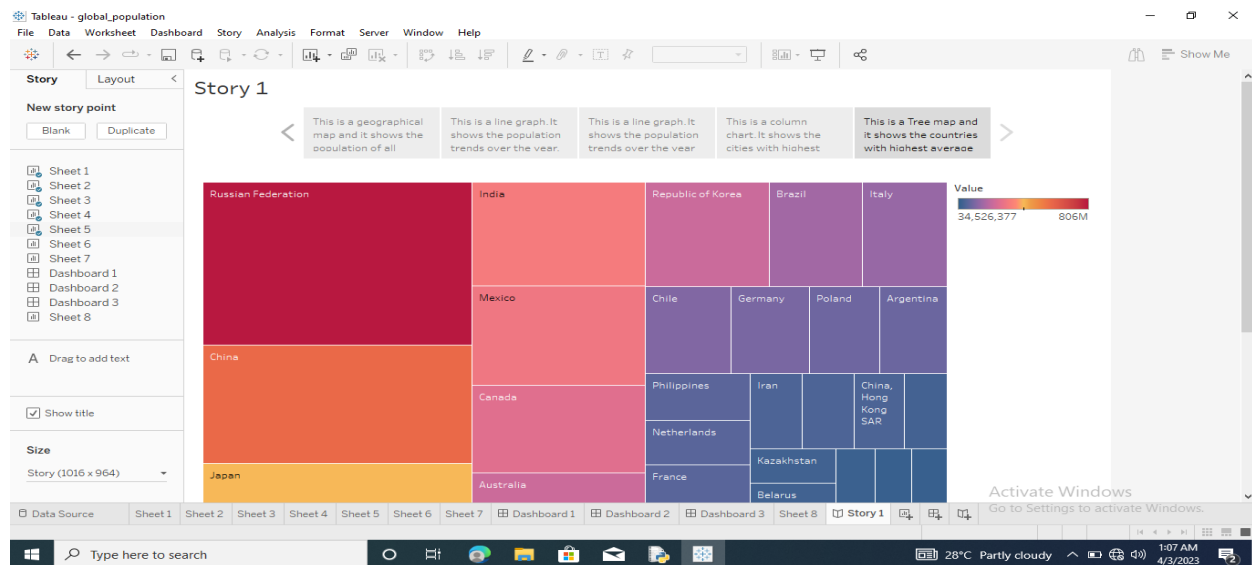 Tableau - global_population
File Data Worksheet Dashboard Story Analysis Format Server Window Help
Show Me
Story Layout
New story point
Blank Duplicate
Sheet 1
Sheet 2
Sheet 3
Sheet 4
Sheet 5
Sheet 6
Sheet 7
Dashboard 1
Dashboard 2
Dashboard 3
Sheet 8
A Drag to add text
Show title
Size
Story (1016 x 964)
Story 1
This is a geographical
map and it shows the
population of all
This is a line graph.It
shows the population
trends over the year.
This is a line graph.It
shows the population
trends over the year
This is a column
chart.It shows the
cities with highest
This is a Tree map and
it shows the countries
with highest average
Russian Federation
China
Japan
India
Mexico
Canada
Australia
Republic of Korea
Brazil
Italy
Chile
Germany
Poland
Argentina
Philippines
Netherlands
France
Iran
China,
Hong
Kong
SAR
Kazakhstan
Belarus
Value
34,526,377 806M
Activate Windows
Go to Settings to activate Windows.
Data Source Sheet 1 Sheet 2 Sheet 3 Sheet 4 Sheet 5 Sheet 6 Sheet 7 Dashboard 1 Dashboard 2 Dashboard 3 Sheet 8 Story 1
Type here to search
28°C Partly cloudy
1:07 AM
4/3/2023
2